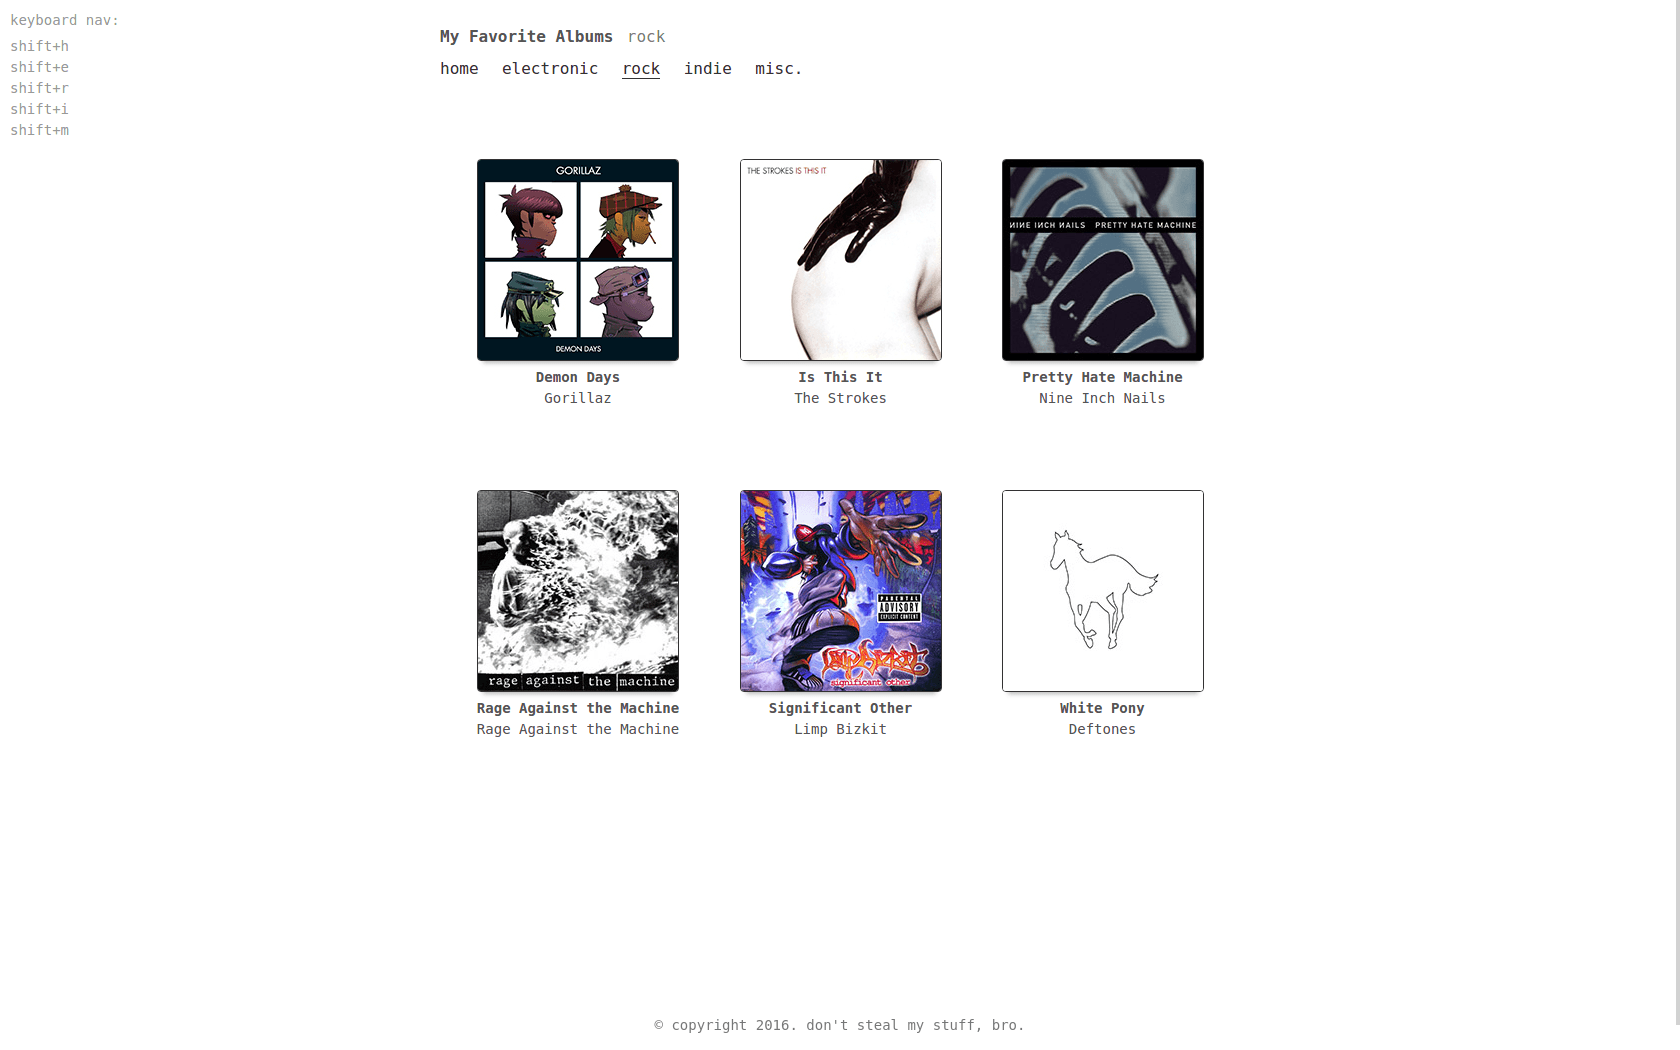 keyboard nav:
shift+h
shift+e
shift+r
shift+i
shift+m
My Favorite Albums rock
home electronic rock indie misc.
GORILLAZ
DEMON DAYS
Demon Days
Gorillaz
THE STROKES IS THIS IT
Is This It
The Strokes
NINE INCH NAILS PRETTY HATE MACHINE
Pretty Hate Machine
Nine Inch Nails
rage against the machine
Rage Against the Machine
Rage Against the Machine
PARENTAL
ADVISORY
EXPLICIT CONTENT
limp bizkit
significant other
Significant Other
Limp Bizkit
White Pony
Deftones
© copyright 2016. don't steal my stuff, bro.